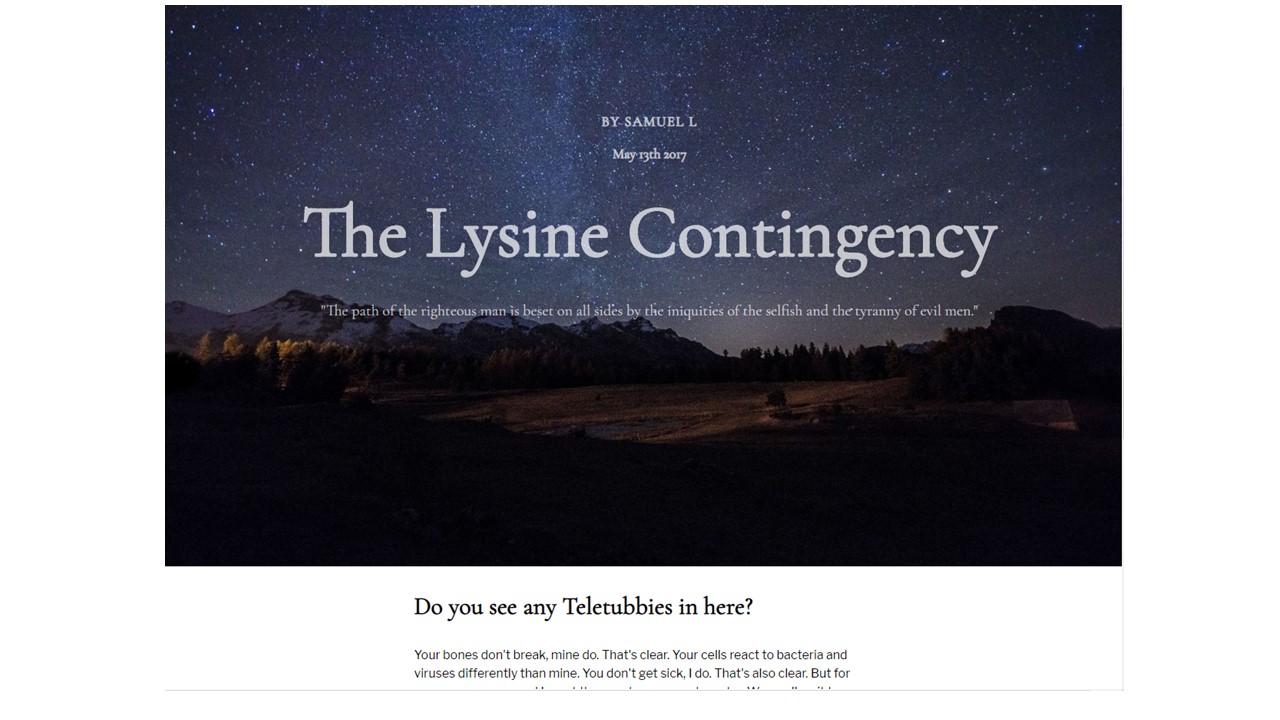 BY SAMUEL L
May 13th 2017
The Lysine Contingency
"The path of the righteous man is beset on all sides by the iniquities of the selfish and the tyranny of evil men."
Do you see any Teletubbies in here?
Your bones don't break, mine do. That's clear. Your cells react to bacteria and
viruses differently than mine. You don't get sick, I do. That's also clear. But for